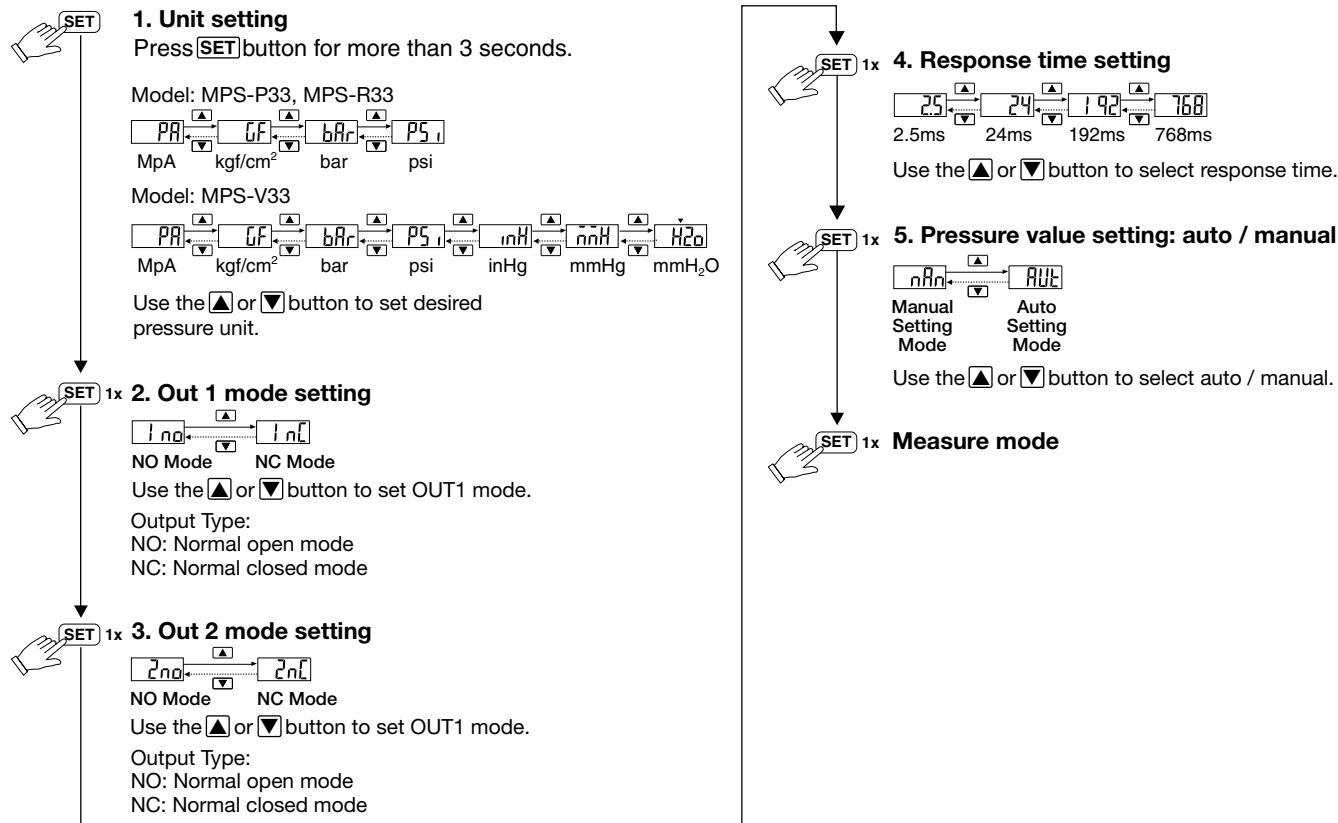 SET
1. Unit setting
Press SET button for more than 3 seconds.
Model: MPS-P33, MPS-R33
PA GF bAr PSi
MpA kgf/cm² bar psi
Model: MPS-V33
PA GF bAr PSi inH mmH H2o
MpA kgf/cm² bar psi inHg mmHg mmH₂O
Use the ▲ or ▼ button to set desired
pressure unit.
SET 1x 2. Out 1 mode setting
1no 1nC
NO Mode NC Mode
Use the ▲ or ▼ button to set OUT1 mode.
Output Type:
NO: Normal open mode
NC: Normal closed mode
SET 1x 3. Out 2 mode setting
2no 2nC
NO Mode NC Mode
Use the ▲ or ▼ button to set OUT1 mode.
Output Type:
NO: Normal open mode
NC: Normal closed mode
SET 1x 4. Response time setting
2.5 24 192 768
2.5ms 24ms 192ms 768ms
Use the ▲ or ▼ button to select response time.
SET 1x 5. Pressure value setting: auto / manual
nAn AUt
Manual Auto
Setting Setting
Mode Mode
Use the ▲ or ▼ button to select auto / manual.
SET 1x Measure mode